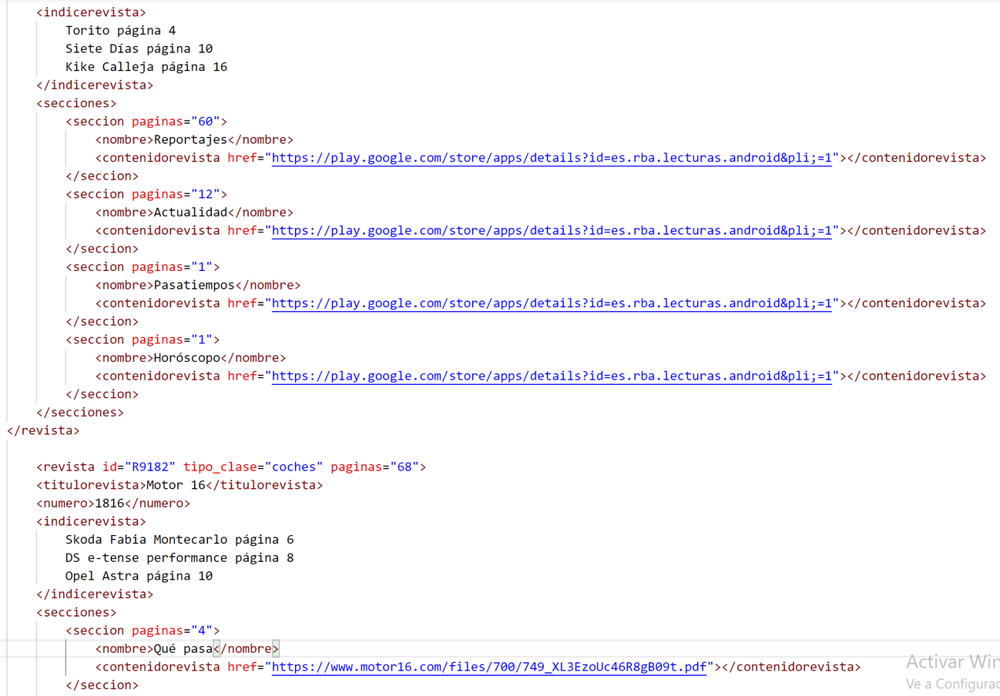 <indicerevista>
Torito página 4
Siete Días página 10
Kike Calleja página 16
</indicerevista>
<secciones>
<seccion paginas="60">
<nombre>Reportajes</nombre>
<contenidorevista href="https://play.google.com/store/apps/details?id=es.rba.lecturas.android&pli;=1"></contenidorevista>
</seccion>
<seccion paginas="12">
<nombre>Actualidad</nombre>
<contenidorevista href="https://play.google.com/store/apps/details?id=es.rba.lecturas.android&pli;=1"></contenidorevista>
</seccion>
<seccion paginas="1">
<nombre>Pasatiempos</nombre>
<contenidorevista href="https://play.google.com/store/apps/details?id=es.rba.lecturas.android&pli;=1"></contenidorevista>
</seccion>
<seccion paginas="1">
<nombre>Horóscopo</nombre>
<contenidorevista href="https://play.google.com/store/apps/details?id=es.rba.lecturas.android&pli;=1"></contenidorevista>
</seccion>
</secciones>
</revista>
<revista id="R9182" tipo_clase="coches" paginas="68">
<titulorevista>Motor 16</titulorevista>
<numero>1816</numero>
<indicerevista>
Skoda Fabia Montecarlo página 6
DS e-tense performance página 8
Opel Astra página 10
</indicerevista>
<secciones>
<seccion paginas="4">
<nombre>Qué pasa</nombre>
<contenidorevista href="https://www.motor16.com/files/700/749_XL3EzoUc46R8gB09t.pdf"></contenidorevista>
</seccion>
Activar Win
Ve a Configurac